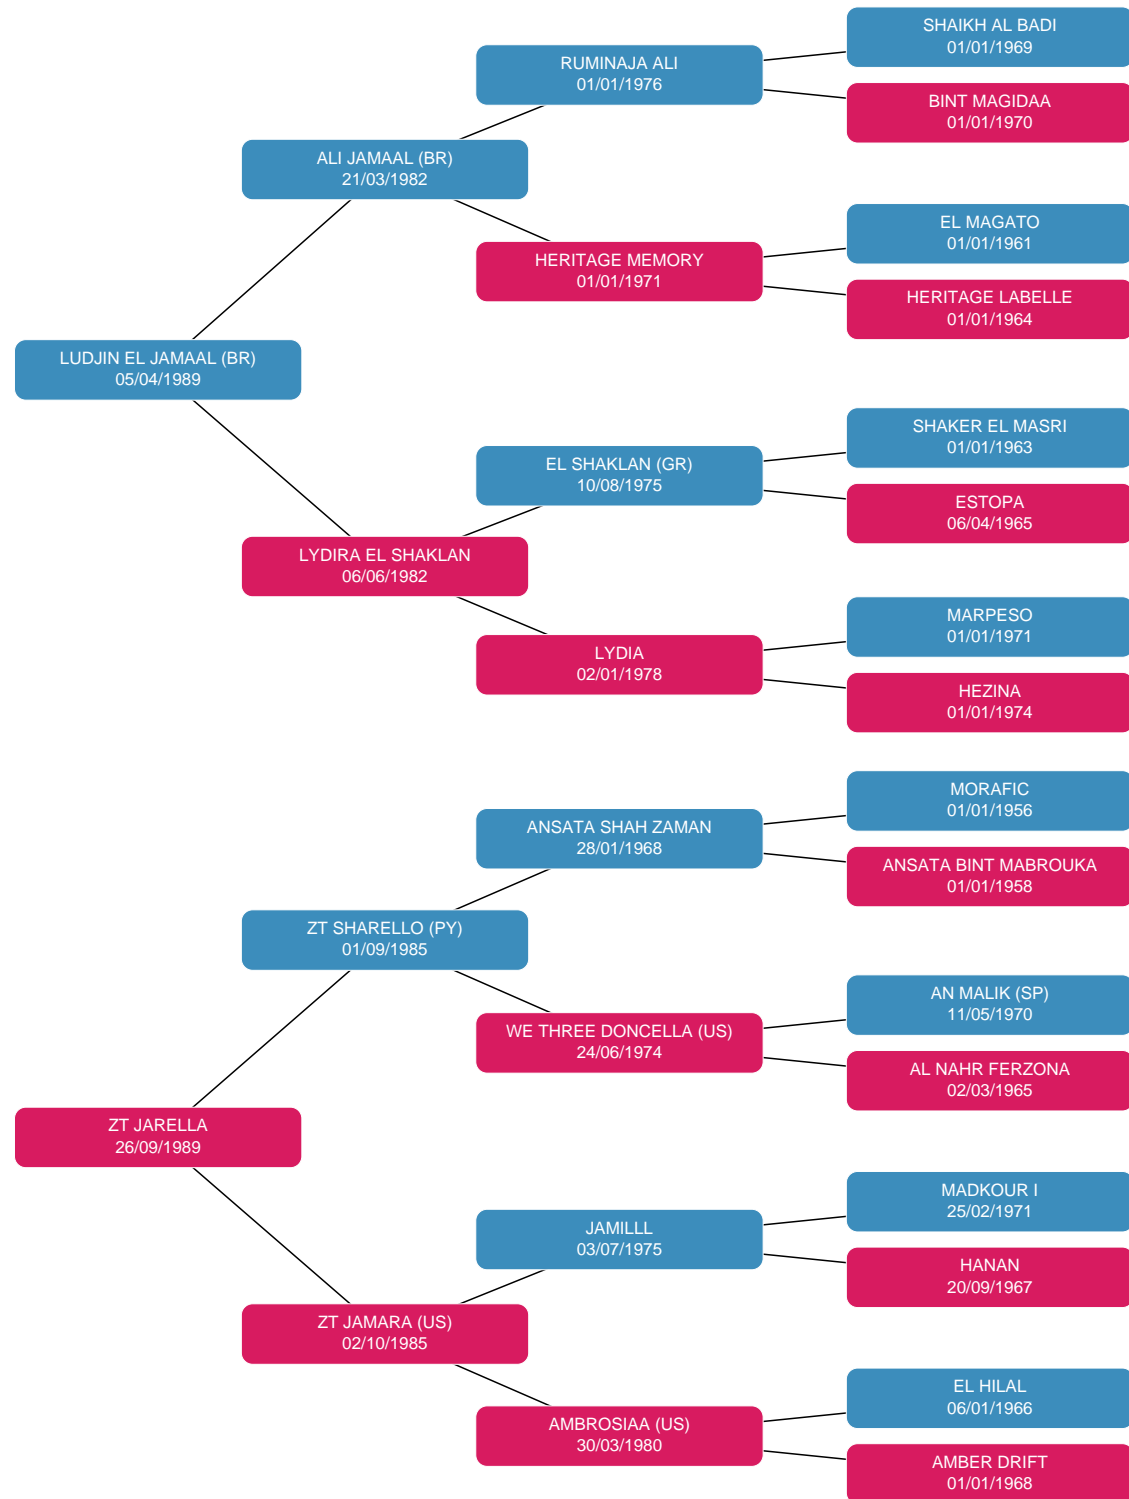 SHAIKH AL BADI
01/01/1969
RUMINAJA ALI
01/01/1976
BINT MAGIDAA
01/01/1970
ALI JAMAAL (BR)
21/03/1982
EL MAGATO
01/01/1961
HERITAGE MEMORY
01/01/1971
HERITAGE LABELLE
01/01/1964
LUDJIN EL JAMAAL (BR)
05/04/1989
SHAKER EL MASRI
01/01/1963
EL SHAKLAN (GR)
10/08/1975
ESTOPA
06/04/1965
LYDIRA EL SHAKLAN
06/06/1982
MARPESO
01/01/1971
LYDIA
02/01/1978
HEZINA
01/01/1974
MORAFIC
01/01/1956
ANSATA SHAH ZAMAN
28/01/1968
ANSATA BINT MABROUKA
01/01/1958
ZT SHARELLO (PY)
01/09/1985
AN MALIK (SP)
11/05/1970
WE THREE DONCELLA (US)
24/06/1974
AL NAHR FERZONA
02/03/1965
ZT JARELLA
26/09/1989
MADKOUR I
25/02/1971
JAMILLL
03/07/1975
HANAN
20/09/1967
ZT JAMARA (US)
02/10/1985
EL HILAL
06/01/1966
AMBROSIAA (US)
30/03/1980
AMBER DRIFT
01/01/1968